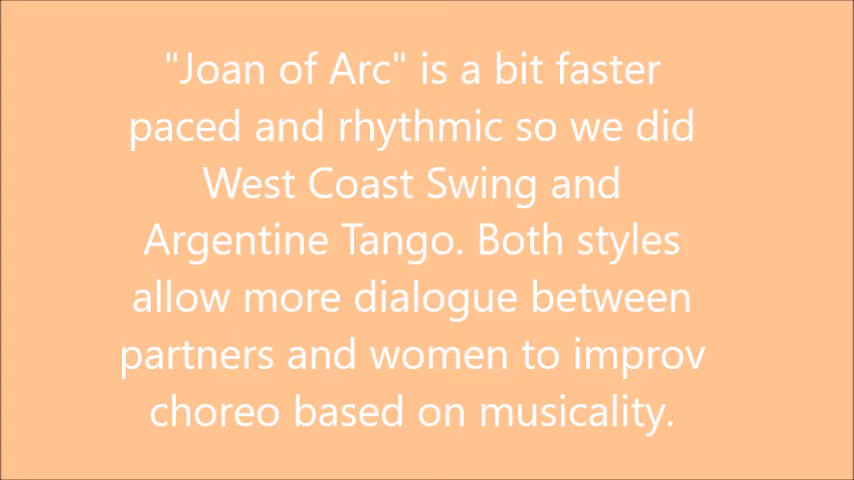 "Joan of Arc" is a bit faster
paced and rhythmic so we did
West Coast Swing and
Argentine Tango. Both styles
allow more dialogue between
partners and women to improv
choreo based on musicality.